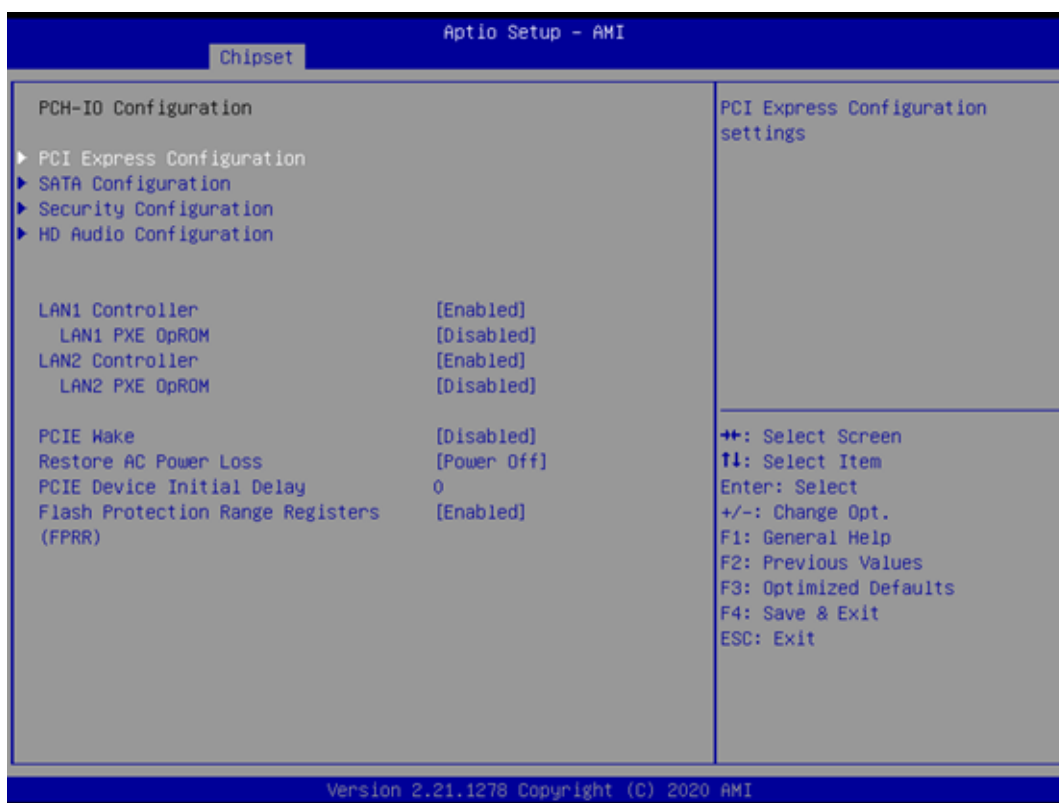 Aptio Setup - AMI
Chipset
PCH-IO Configuration
PCI Express Configuration
SATA Configuration
Security Configuration
HD Audio Configuration
LAN1 Controller [Enabled]
LAN1 PXE OpROM [Disabled]
LAN2 Controller [Enabled]
LAN2 PXE OpROM [Disabled]
PCIE Wake [Disabled]
Restore AC Power Loss [Power Off]
PCIE Device Initial Delay 0
Flash Protection Range Registers [Enabled]
(FPRR)
PCI Express Configuration
settings
→←: Select Screen
↑↓: Select Item
Enter: Select
+/-: Change Opt.
F1: General Help
F2: Previous Values
F3: Optimized Defaults
F4: Save & Exit
ESC: Exit
Version 2.21.1278 Copyright (C) 2020 AMI